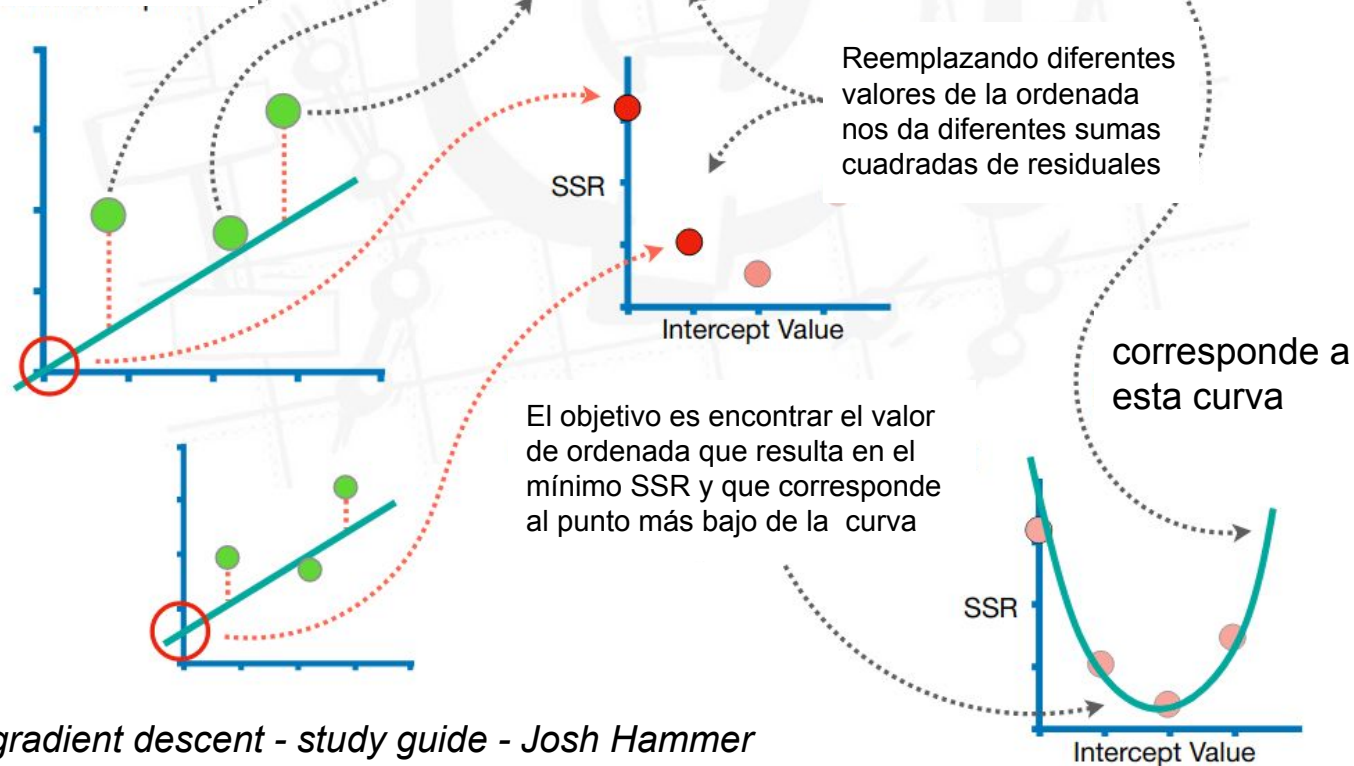 Reemplazando diferentes
valores de la ordenada
nos da diferentes sumas
cuadradas de residuales
SSR
Intercept Value
corresponde a
esta curva
El objetivo es encontrar el valor
de ordenada que resulta en el
mínimo SSR y que corresponde
al punto más bajo de la curva
SSR
Intercept Value
gradient descent - study guide - Josh Hammer